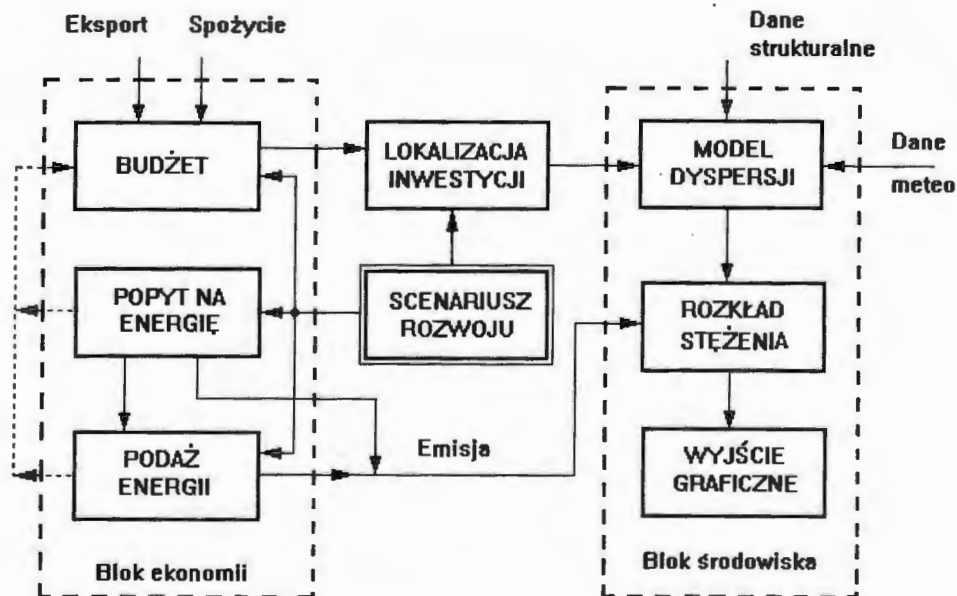 Eksport Spożycie
Dane
strukturalne
BUDŻET
LOKALIZACJA
INWESTYCJI
MODEL
DYSPERSJI
Dane
meteo
POPYT NA
ENERGIĘ
SCENARIUSZ
ROZWOJU
ROZKŁAD
STĘŻENIA
PODAŻ
ENERGII
Emisja
WYJŚCIE
GRAFICZNE
Blok ekonomii
Blok środowiska